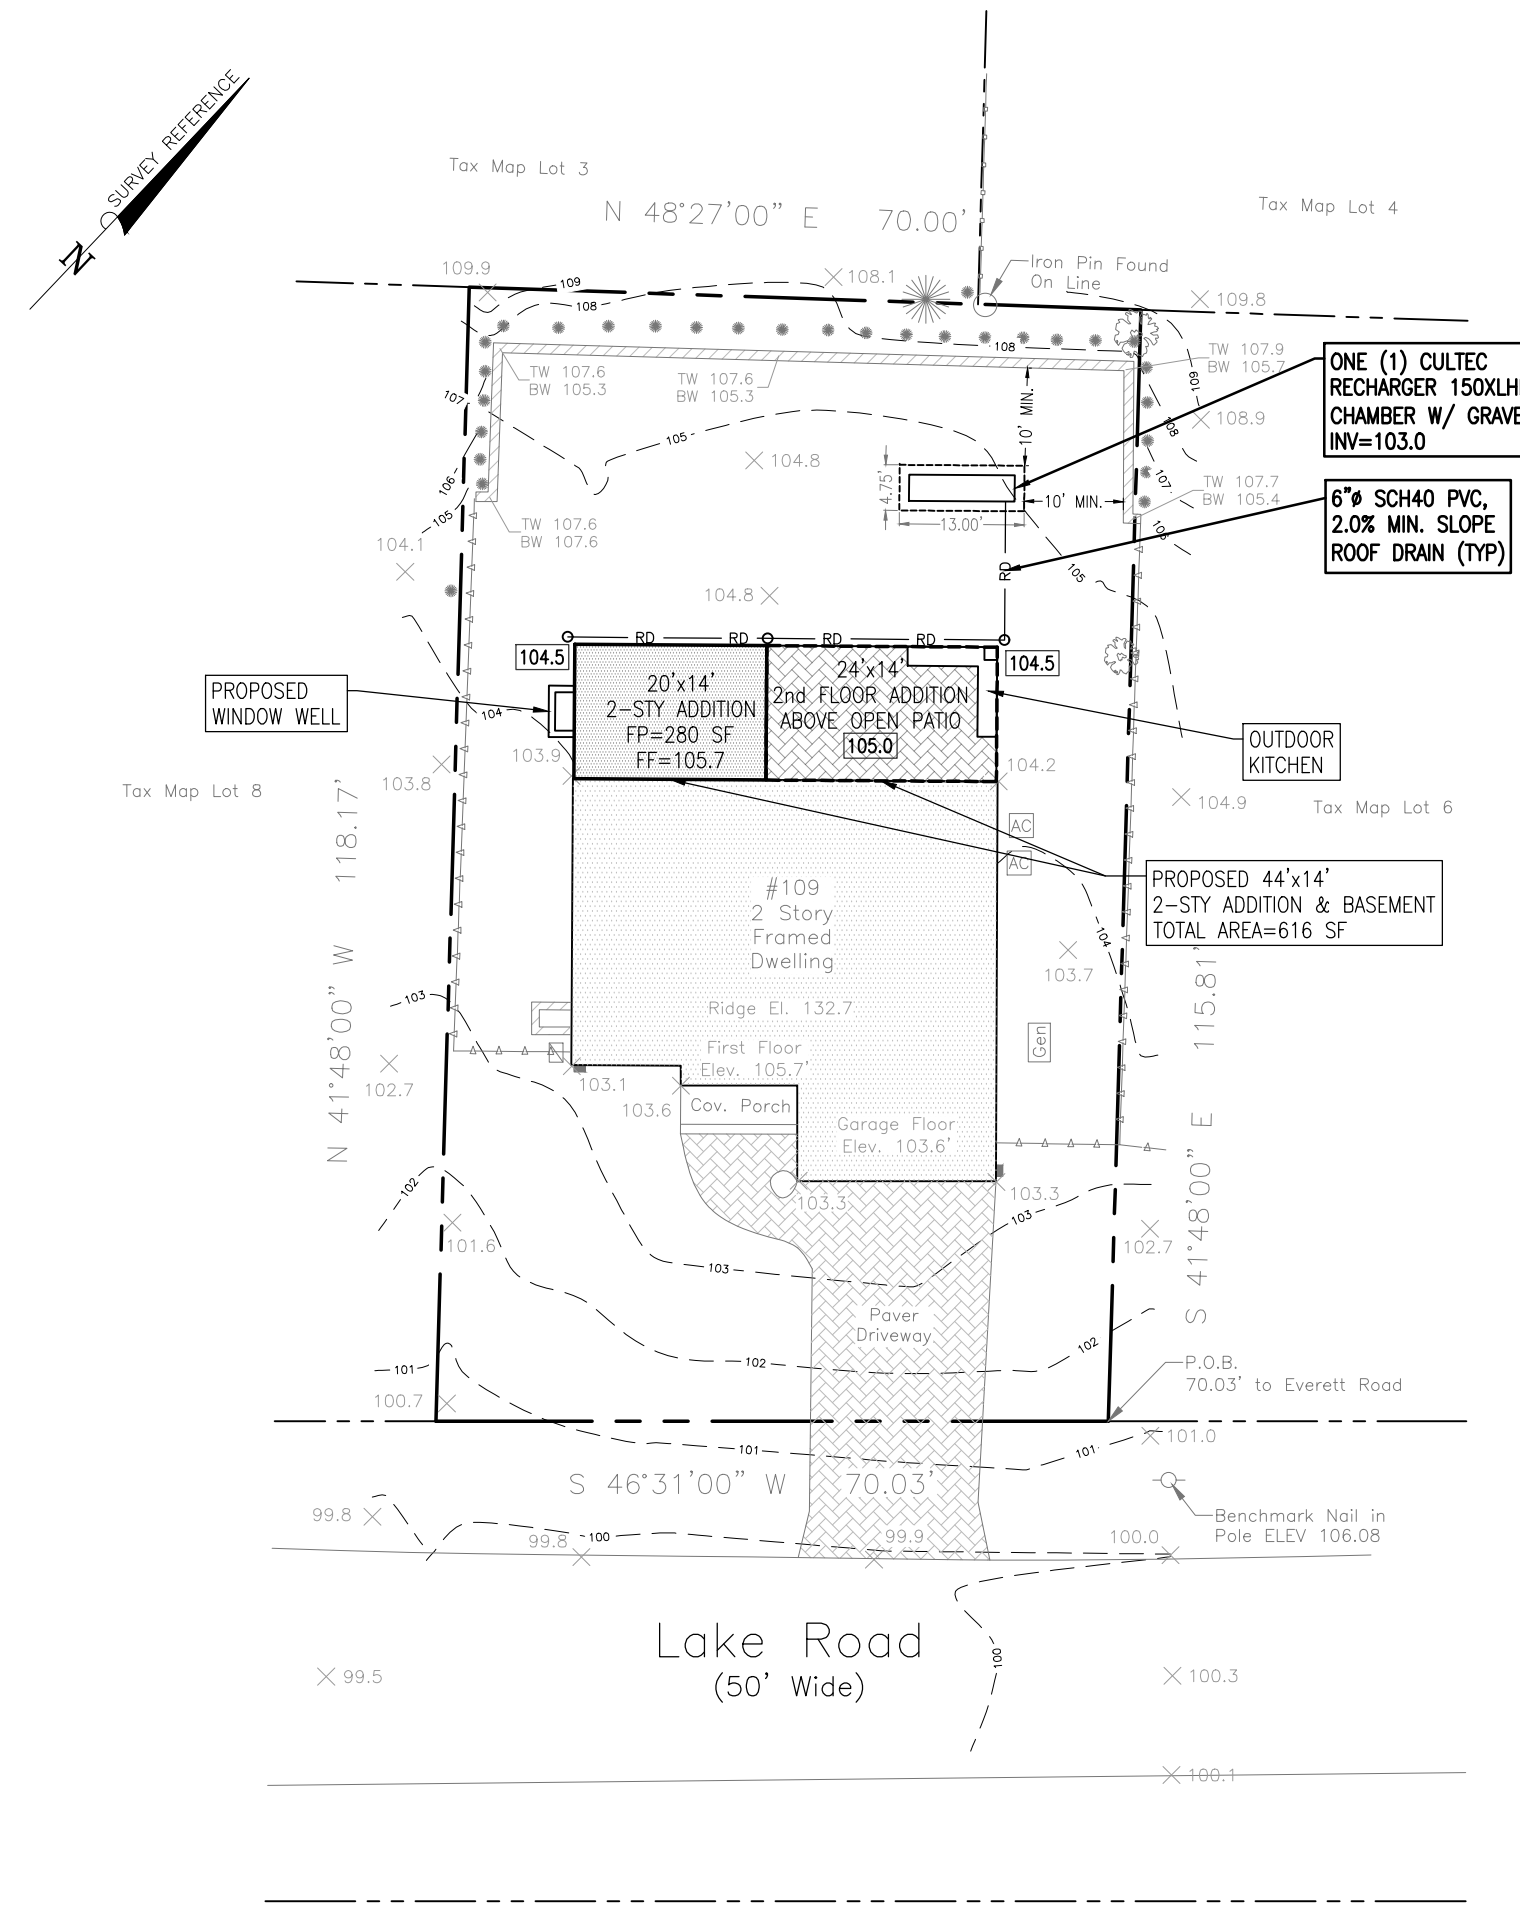 SURVEY REFERENCE
N
Tax Map Lot 3
N 48°27'00" E 70.00'
Tax Map Lot 4
Iron Pin Found
On Line
109.9
109
108
108.1
109.8
108
TW 107.9
BW 105.7
TW 107.6
BW 105.3
TW 107.6
BW 105.3
109
ONE (1) CULTEC
RECHARGER 150XLH
CHAMBER W/ GRAVE
INV=103.0
107
10' MIN.
108
108.9
105
104.8
106
4.75'
10' MIN.
13.00'
107
TW 107.7
BW 105.4
6"ø SCH40 PVC,
2.0% MIN. SLOPE
ROOF DRAIN (TYP)
105
TW 107.6
BW 107.6
106
104.1
RD
105
104.8
RD RD RD RD
104.5
104.5
20'x14'
2-STY ADDITION
FP=280 SF
FF=105.7
24'x14'
2nd FLOOR ADDITION
ABOVE OPEN PATIO
105.0
PROPOSED
WINDOW WELL
104
OUTDOOR
KITCHEN
103.9
104.2
103.8
Tax Map Lot 8
104.9
Tax Map Lot 6
AC
AC
PROPOSED 44'x14'
2-STY ADDITION & BASEMENT
TOTAL AREA=616 SF
#109
2 Story
Framed
Dwelling
104
103.7
N 41°48'00" W 118.17'
S 41°48'00" E 115.81'
103
Ridge El. 132.7
Gen
First Floor
Elev. 105.7'
102.7
103.1
103.6
Cov. Porch
Garage Floor
Elev. 103.6'
102
103.3
103.3
103
101.6
102.7
103
Paver
Driveway
102
102
101
P.O.B.
70.03' to Everett Road
100.7
101.0
101
101
S 46°31'00" W 70.03'
Benchmark Nail in
Pole ELEV 106.08
99.8
100
99.8
99.9
100.0
Lake Road
(50' Wide)
100
99.5
100.3
100.1